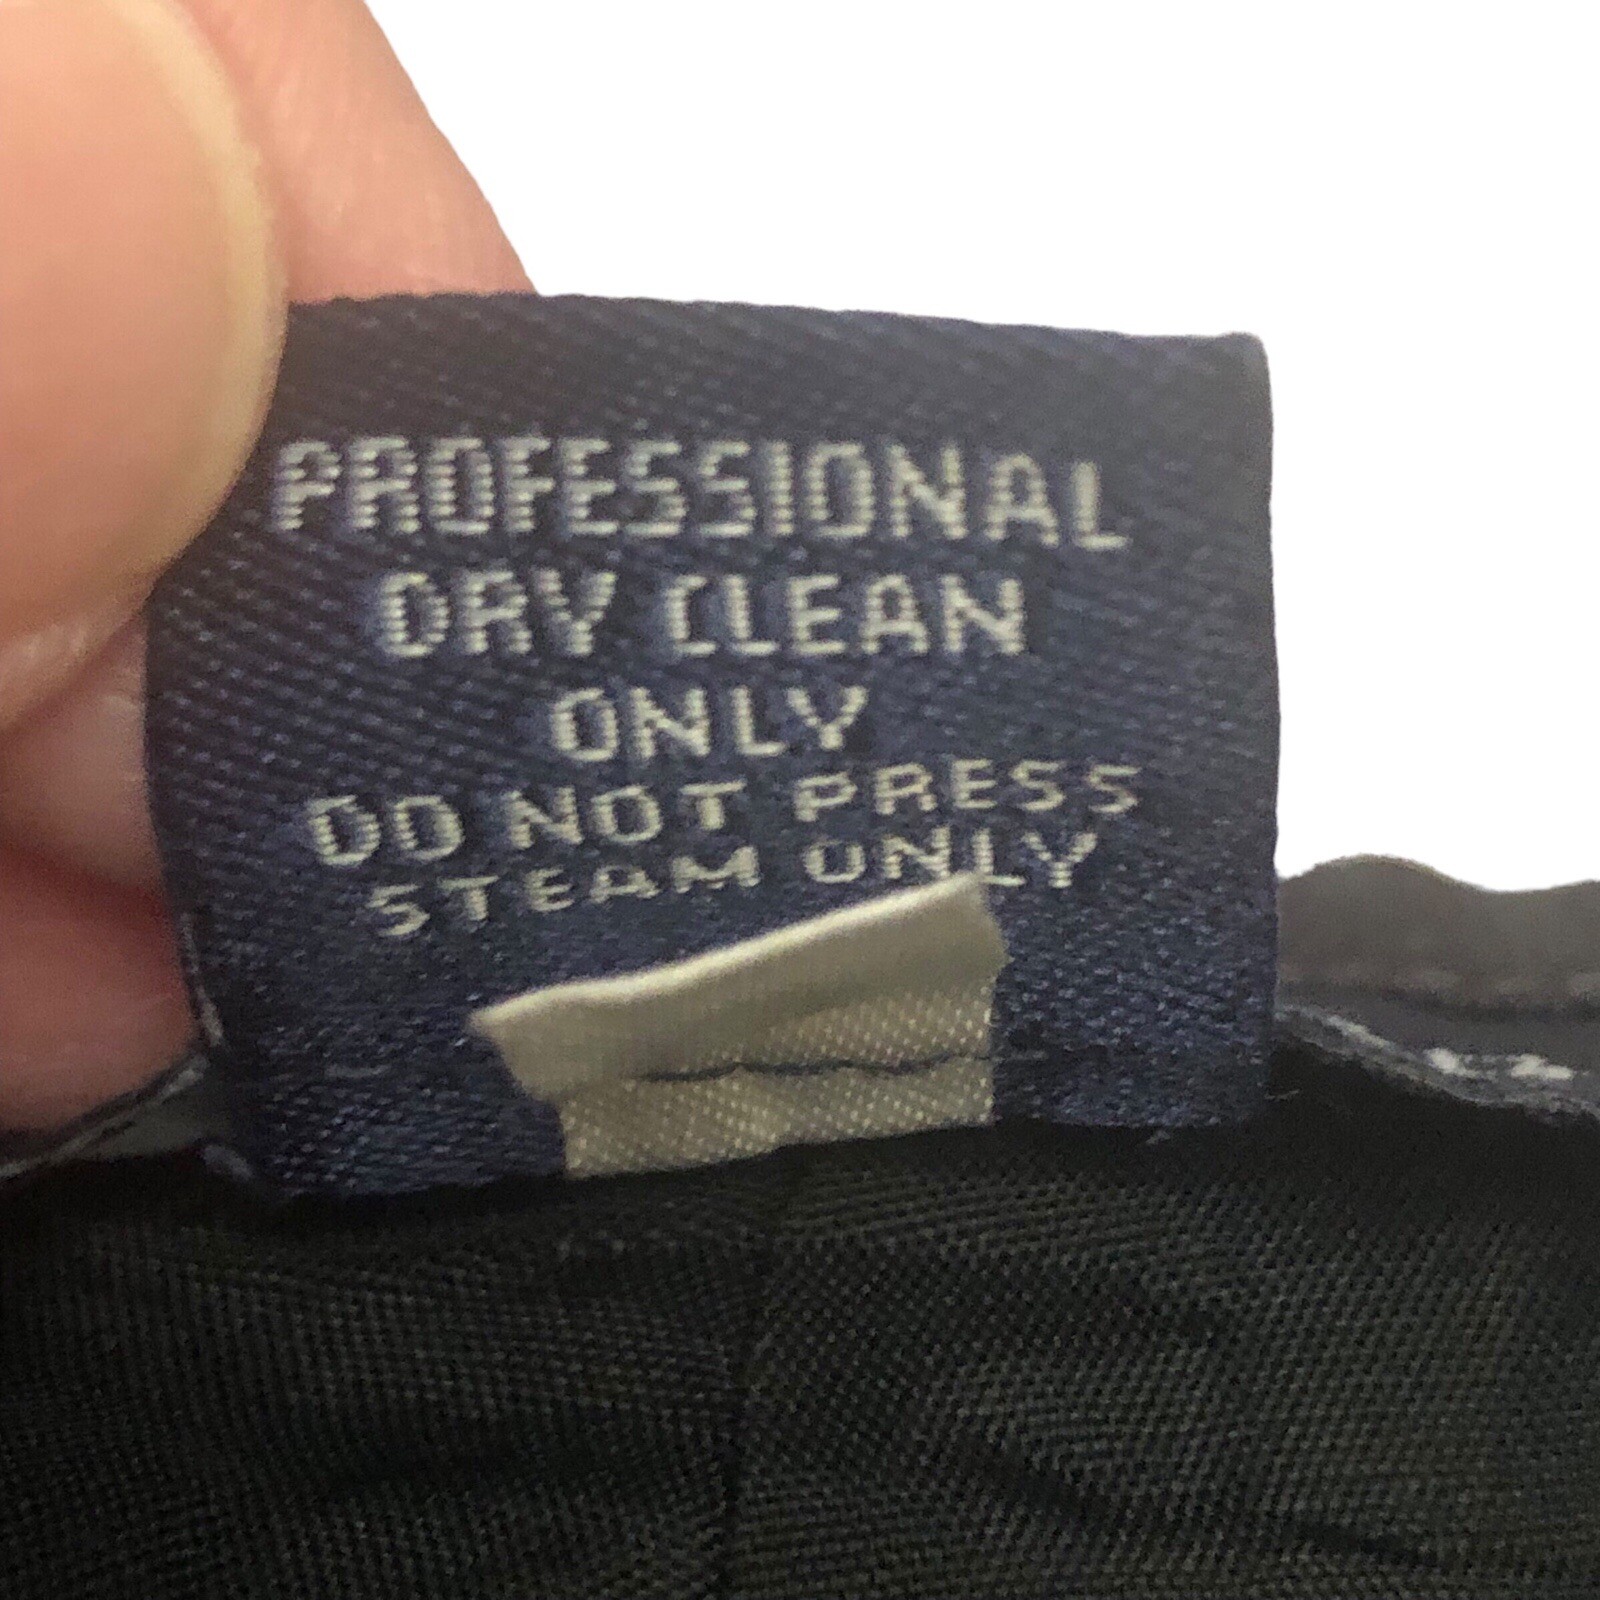 PROFESSIONAL
DRY CLEAN
ONLY
DO NOT PRESS
STEAM ONLY